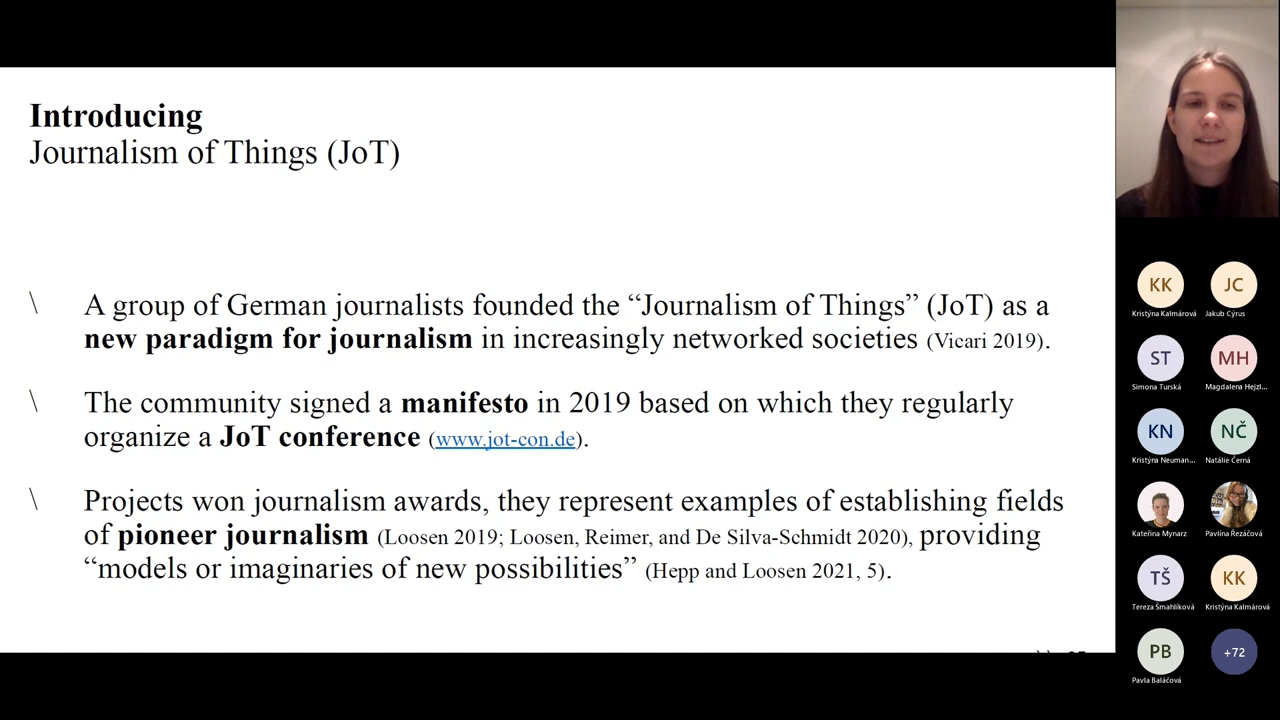 Introducing
Journalism of Things (JoT)
\ A group of German journalists founded the “Journalism of Things” (JoT) as a
new paradigm for journalism in increasingly networked societies (Vicari 2019).
\ The community signed a manifesto in 2019 based on which they regularly
organize a JoT conference (www.jot-con.de).
\ Projects won journalism awards, they represent examples of establishing fields
of pioneer journalism (Loosen 2019; Loosen, Reimer, and De Silva-Schmidt 2020), providing
“models or imaginaries of new possibilities” (Hepp and Loosen 2021, 5).
KK JC
Kristýna Kalmárová Jakub Cýrus
ST MH
Simona Turská Magdalena Hejzl...
KN NČ
Kristýna Neuman... Natálie Černá
Kateřina Mynarz Pavlína Řezáčová
TŠ KK
Tereza Šmahlíková Kristýna Kalmárová
PB +72
Pavla Baláčová